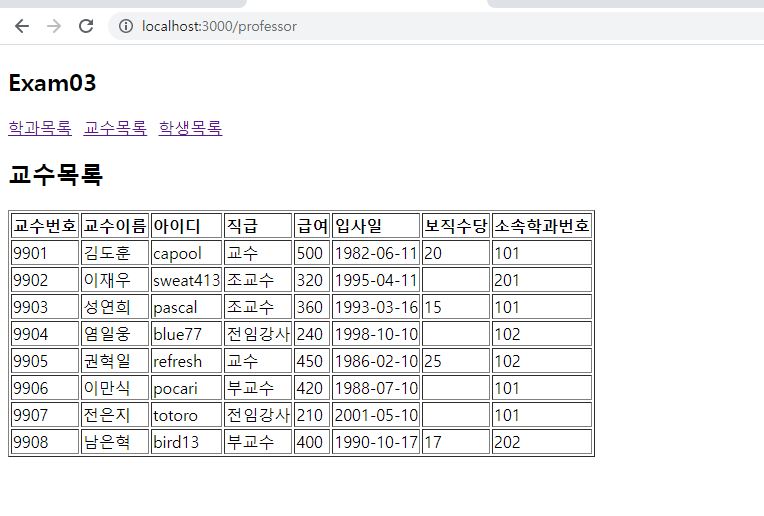 localhost:3000/professor
Exam03
학과목록 교수목록 학생목록
교수목록
교수번호 교수이름 아이디 직급 급여 입사일 보직수당 소속학과번호
9901 김도훈 capool 교수 500 1982-06-11 20 101
9902 이재우 sweat413 조교수 320 1995-04-11 201
9903 성연희 pascal 조교수 360 1993-03-16 15 101
9904 염일웅 blue77 전임강사 240 1998-10-10 102
9905 권혁일 refresh 교수 450 1986-02-10 25 102
9906 이만식 pocari 부교수 420 1988-07-10 101
9907 전은지 totoro 전임강사 210 2001-05-10 101
9908 남은혁 bird13 부교수 400 1990-10-17 17 202